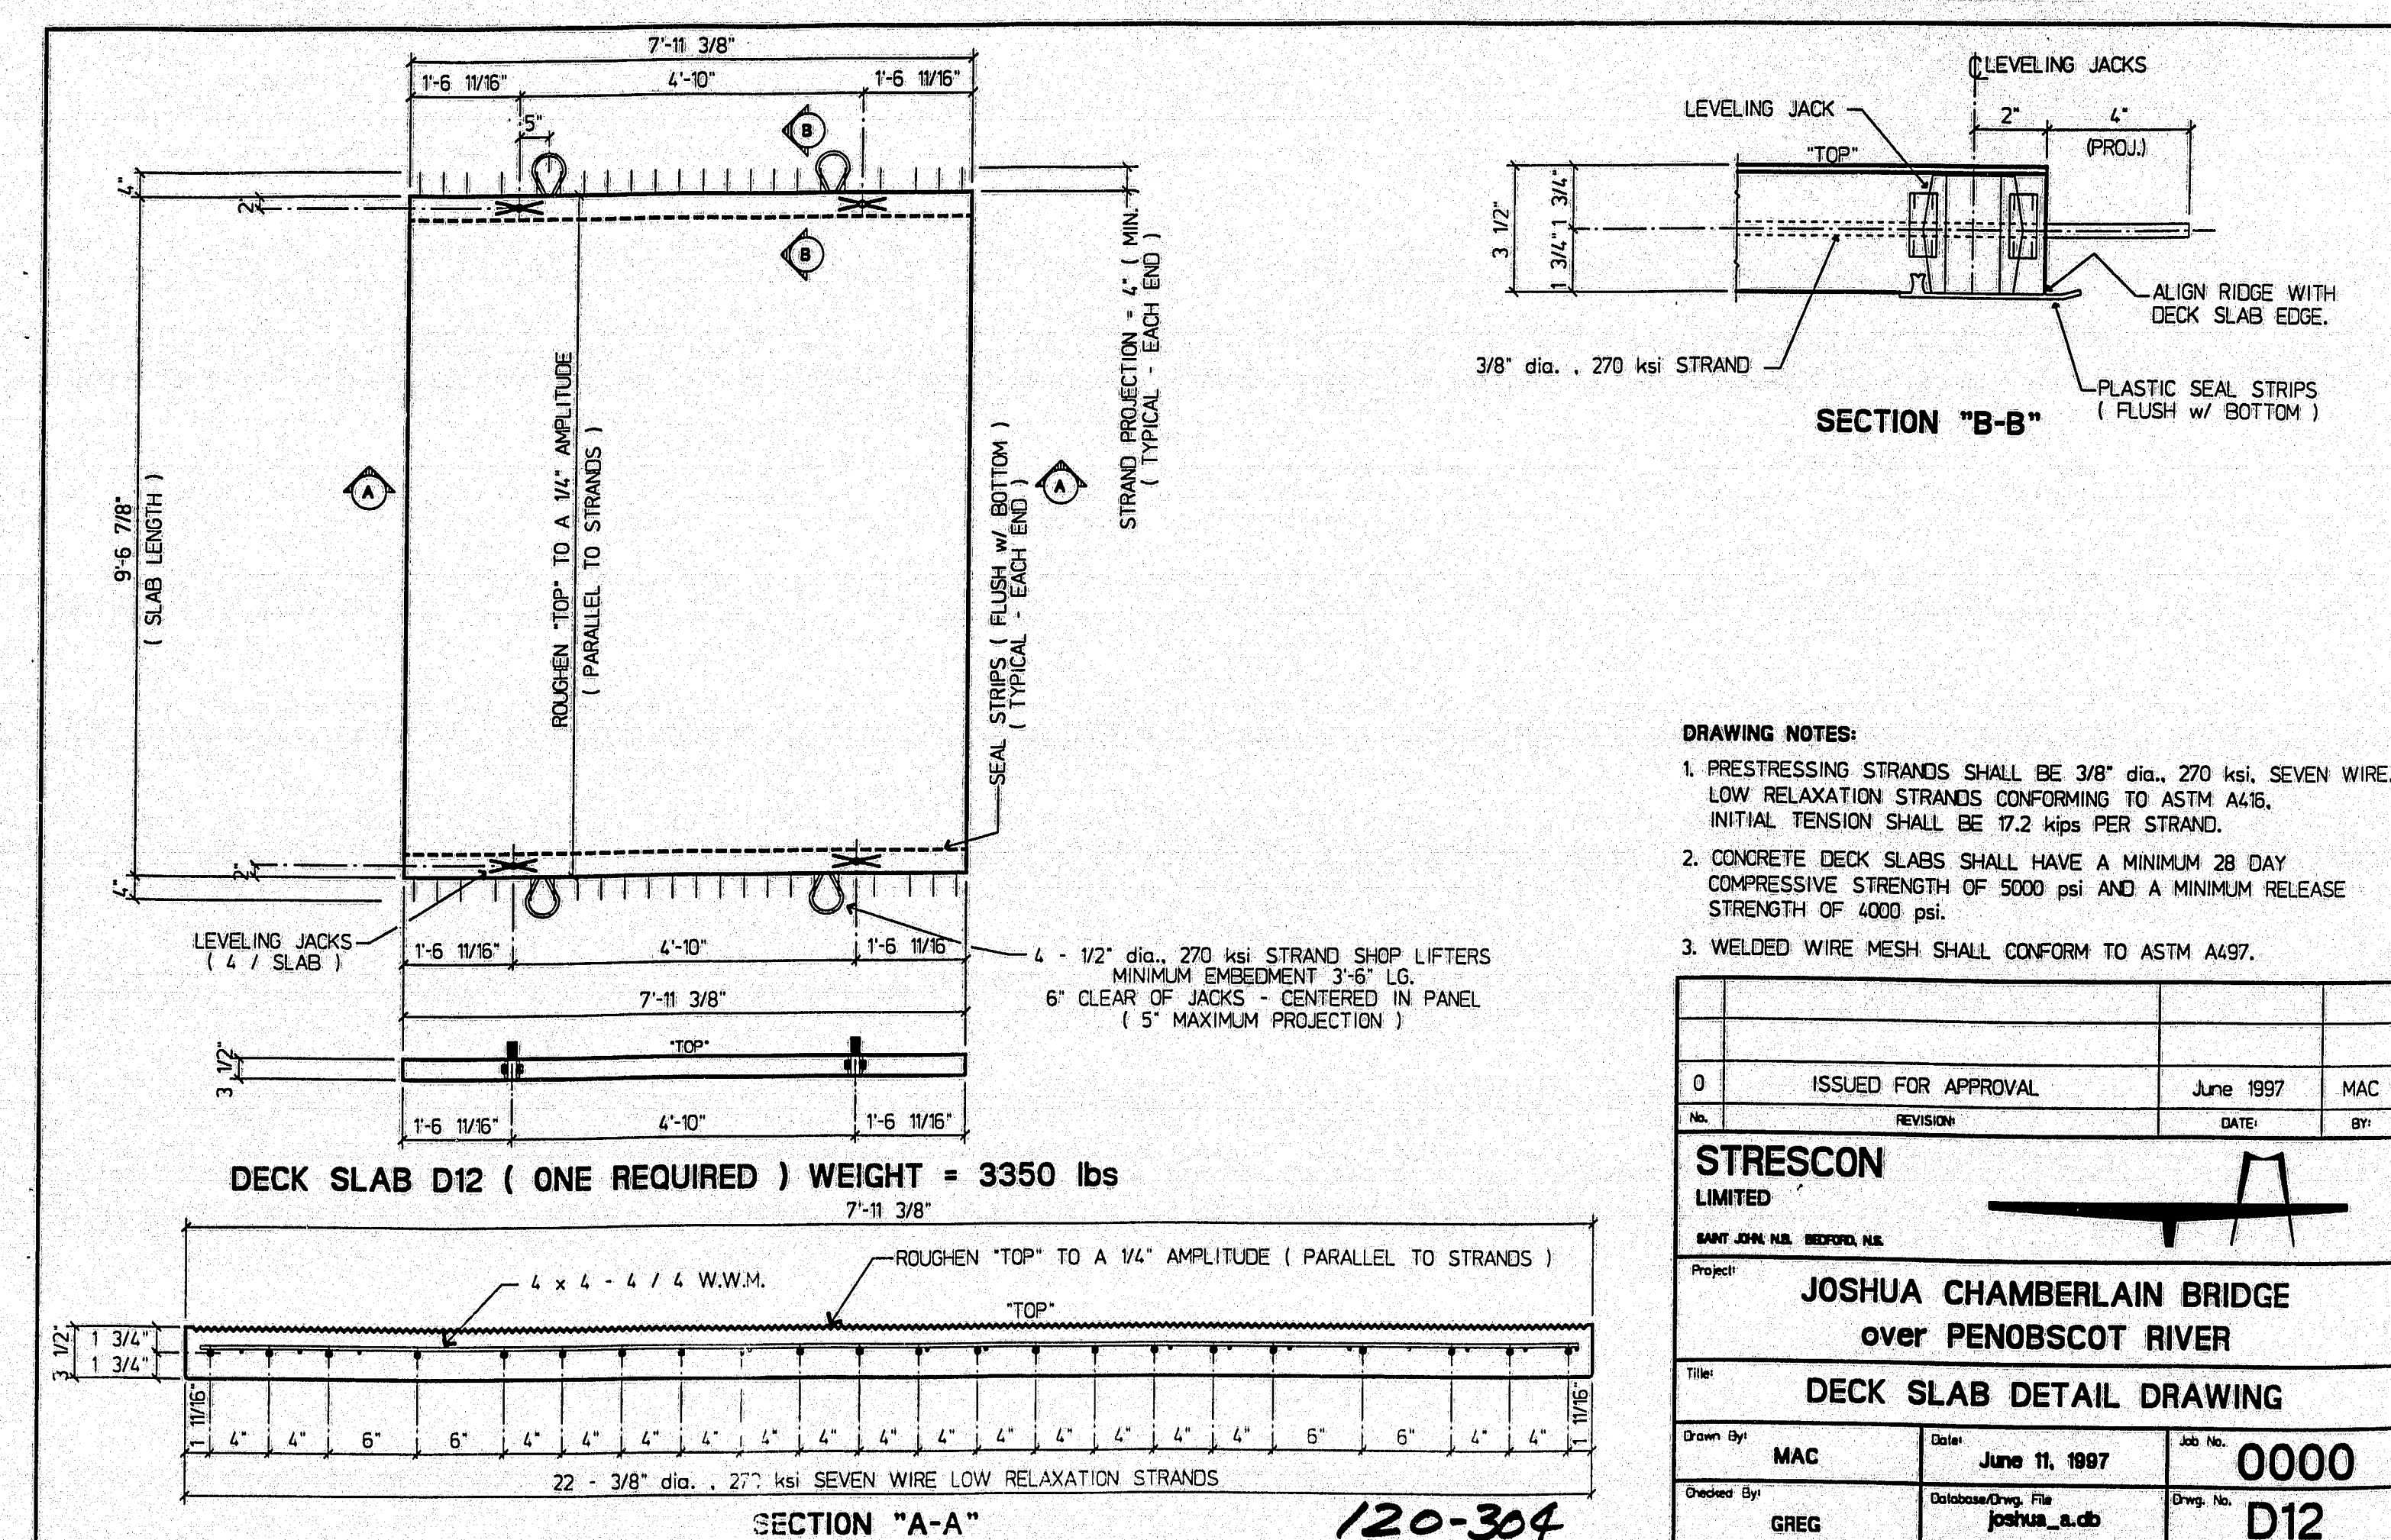 7'-11 3/8"
1'-6 11/16" 4'-10" 1'-6 11/16"
5"
B
4"
2"
B
STRAND PROJECTION = 4" ( MIN. )
( TYPICAL - EACH END )
ROUGHEN "TOP" TO A 1/4" AMPLITUDE
( PARALLEL TO STRANDS )
9'-6 7/8"
( SLAB LENGTH )
A
A
SEAL STRIPS ( FLUSH w/ BOTTOM )
( TYPICAL - EACH END )
2"
4"
LEVELING JACKS
( 4 / SLAB )
1'-6 11/16" 4'-10" 1'-6 11/16"
7'-11 3/8"
4 - 1/2" dia., 270 ksi STRAND SHOP LIFTERS
MINIMUM EMBEDMENT 3'-6" LG.
6" CLEAR OF JACKS - CENTERED IN PANEL
( 5" MAXIMUM PROJECTION )
"TOP"
3 1/2"
1'-6 11/16" 4'-10" 1'-6 11/16"
DECK SLAB D12 ( ONE REQUIRED ) WEIGHT = 3350 lbs
7'-11 3/8"
ROUGHEN "TOP" TO A 1/4" AMPLITUDE ( PARALLEL TO STRANDS )
4 x 4 - 4 / 4 W.W.M.
"TOP"
3 1/2"
1 3/4"
1 3/4"
1 11/16" 4" 4" 6" 6" 4" 4" 4" 4" 4" 4" 4" 4" 4" 4" 4" 4" 6" 6" 4" 4" 1 11/16"
22 - 3/8" dia. , 270 ksi SEVEN WIRE LOW RELAXATION STRANDS
SECTION "A-A"
120-304
℄ LEVELING JACKS
LEVELING JACK
2" 4"
(PROJ.)
"TOP"
3 1/2"
1 3/4" 1 3/4"
ALIGN RIDGE WITH
DECK SLAB EDGE.
3/8" dia. , 270 ksi STRAND
PLASTIC SEAL STRIPS
( FLUSH w/ BOTTOM )
SECTION "B-B"
DRAWING NOTES:
1. PRESTRESSING STRANDS SHALL BE 3/8" dia., 270 ksi, SEVEN WIRE,
LOW RELAXATION STRANDS CONFORMING TO ASTM A416,
INITIAL TENSION SHALL BE 17.2 kips PER STRAND.
2. CONCRETE DECK SLABS SHALL HAVE A MINIMUM 28 DAY
COMPRESSIVE STRENGTH OF 5000 psi AND A MINIMUM RELEASE
STRENGTH OF 4000 psi.
3. WELDED WIRE MESH SHALL CONFORM TO ASTM A497.
0 ISSUED FOR APPROVAL June 1997 MAC
No. REVISION: DATE: BY:
STRESCON
LIMITED
SAINT JOHN, N.B. BEDFORD, N.S.
Project:
JOSHUA CHAMBERLAIN BRIDGE
over PENOBSCOT RIVER
Title:
DECK SLAB DETAIL DRAWING
Drawn By: MAC
Date: June 11, 1997
Job No. 0000
Checked By: GREG
Database/Drwg. File joshua_a.db
Drwg. No. D12